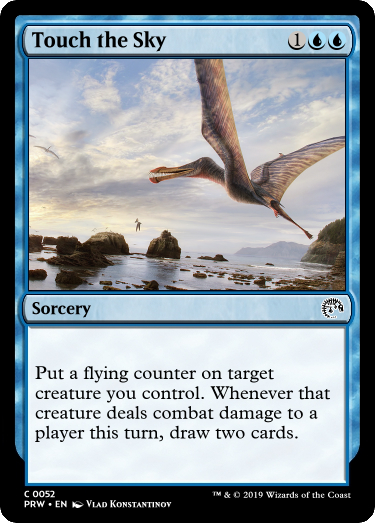 Touch the Sky 1
Sorcery
Put a flying counter on target
creature you control. Whenever that
creature deals combat damage to a
player this turn, draw two cards.
C 0052
PRW • EN Vlad Konstantinov
™ & © 2019 Wizards of the Coast